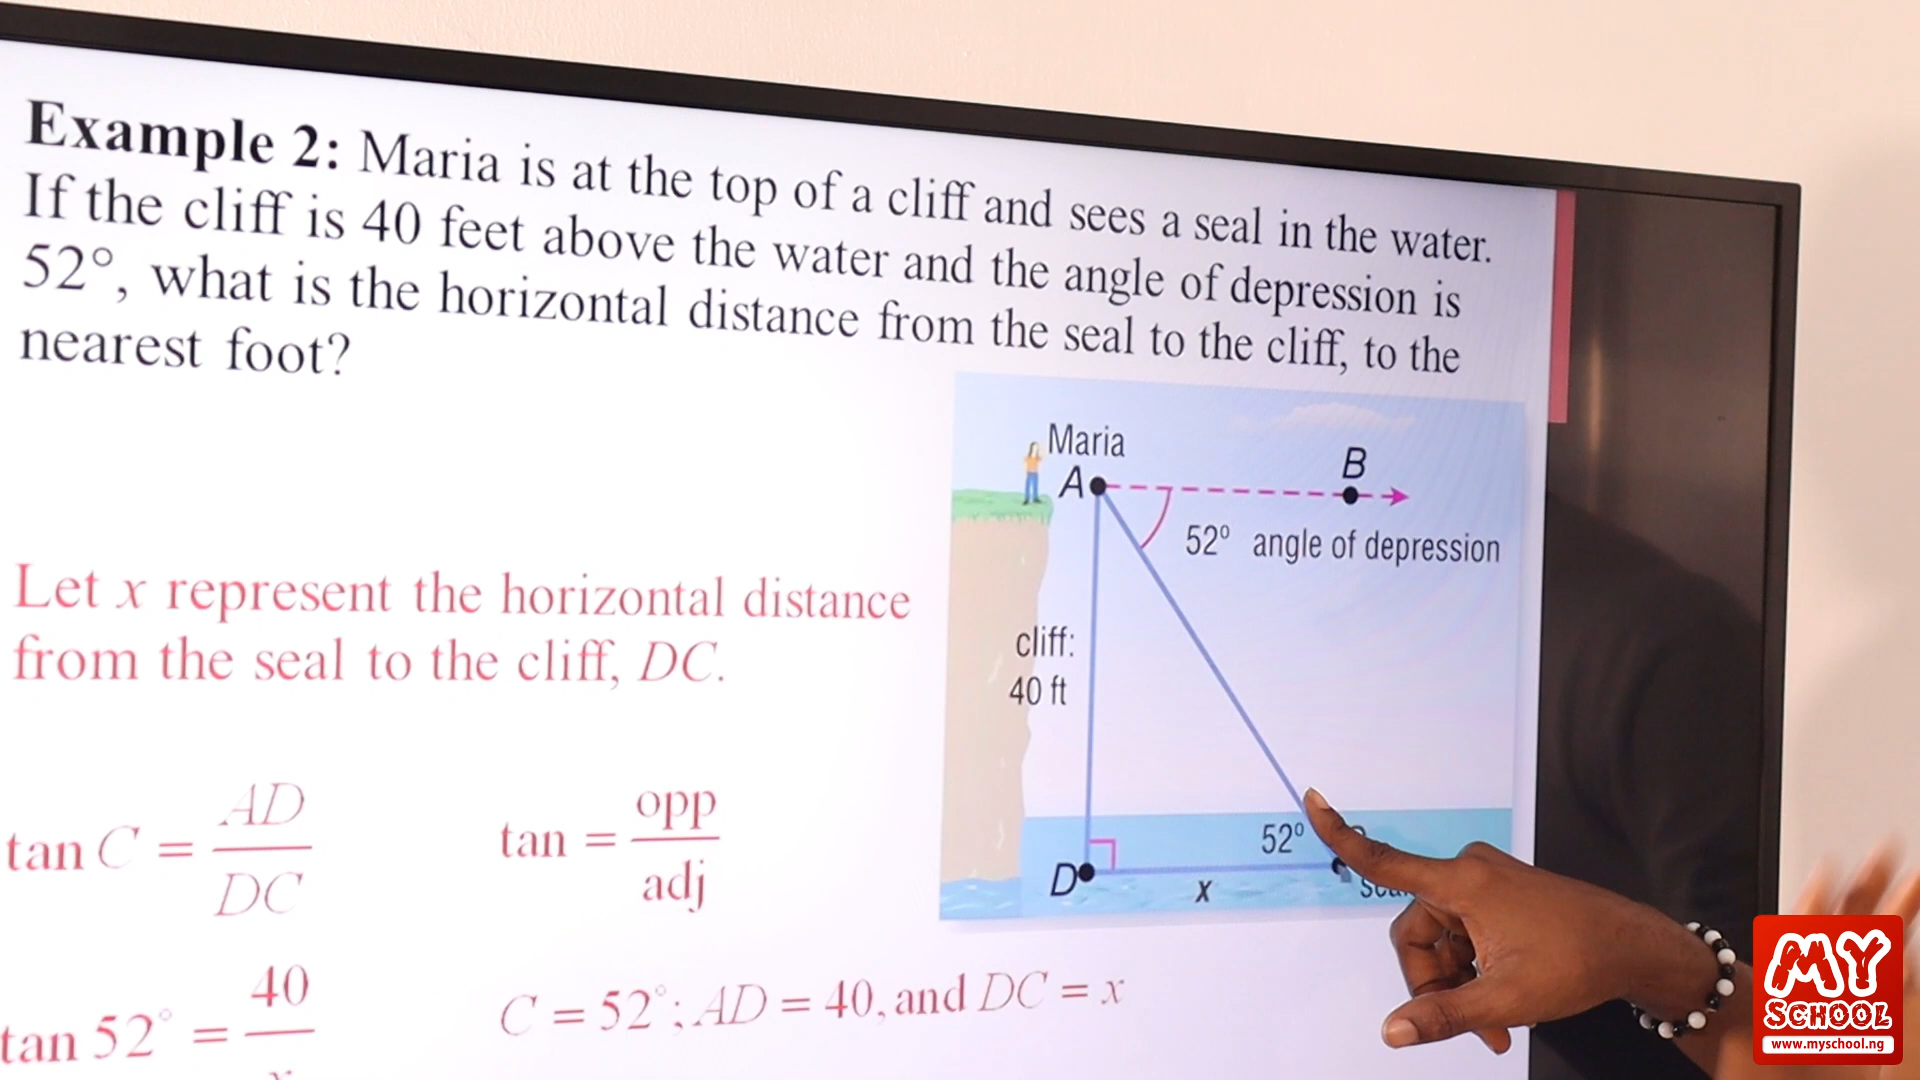 Example 2: Maria is at the top of a cliff and sees a seal in the water.
If the cliff is 40 feet above the water and the angle of depression is
52°, what is the horizontal distance from the seal to the cliff, to the
nearest foot?
Maria
A
B
52° angle of depression
cliff:
40 ft
52°
D
x
Let x represent the horizontal distance
from the seal to the cliff, DC.
tan C = AD / DC
tan = opp / adj
tan 52° = 40
C = 52°; AD = 40, and DC = x
MY
SCHOOL
www.myschool.ng